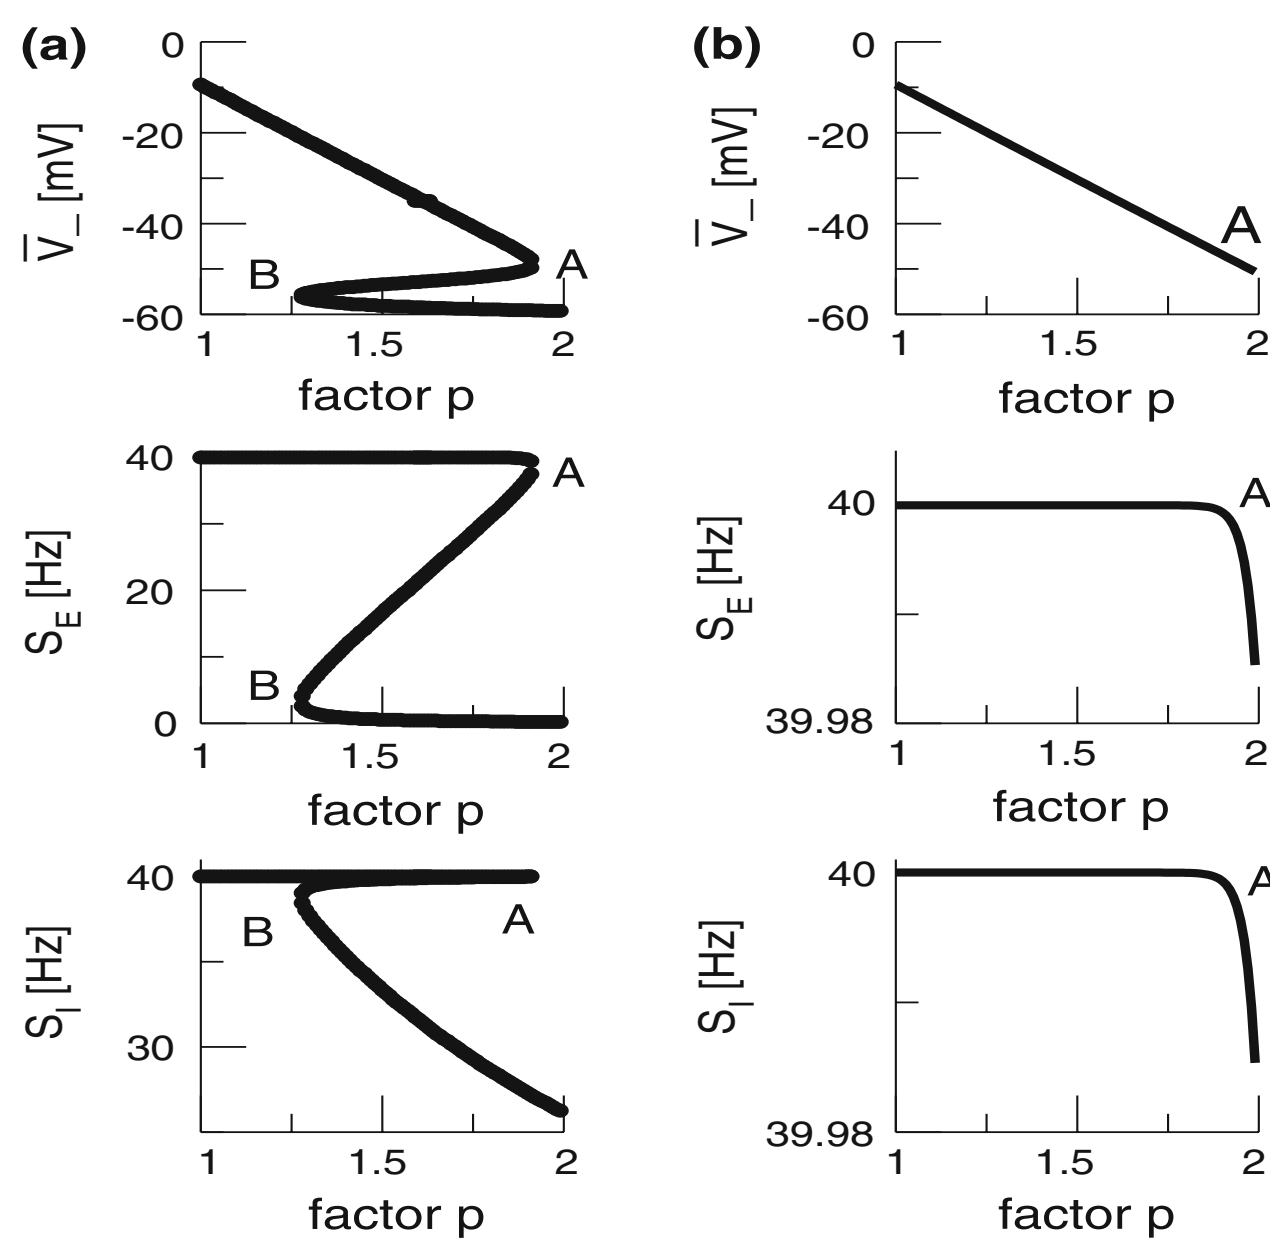 (a)
0
-20
-40
-60
V_ [mV]
B
A
1 1.5 2
factor p
40
20
0
S_E [Hz]
A
B
1 1.5 2
factor p
40
30
S_I [Hz]
B
A
1 1.5 2
factor p
(b)
0
-20
-40
-60
V_ [mV]
A
1 1.5 2
factor p
40
39.98
S_E [Hz]
A
1 1.5 2
factor p
40
39.98
S_I [Hz]
A
1 1.5 2
factor p